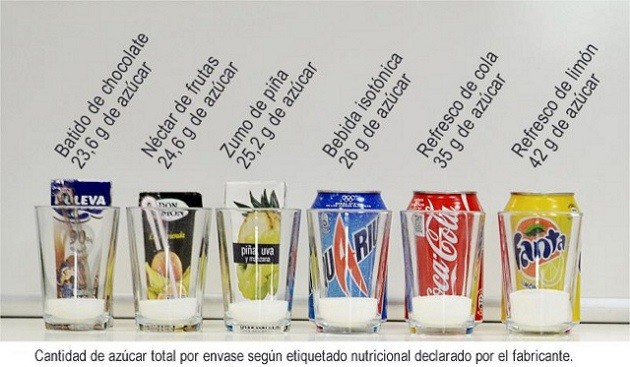 Batido de chocolate
23,6 g de azúcar
Néctar de frutas
24,6 g de azúcar
Zumo de piña
25,2 g de azúcar
Bebida isotónica
26 g de azúcar
Refresco de cola
35 g de azúcar
Refresco de limón
42 g de azúcar
piña, uva
y manzana
Coca-Cola
Fanta
Cantidad de azúcar total por envase según etiquetado nutricional declarado por el fabricante.